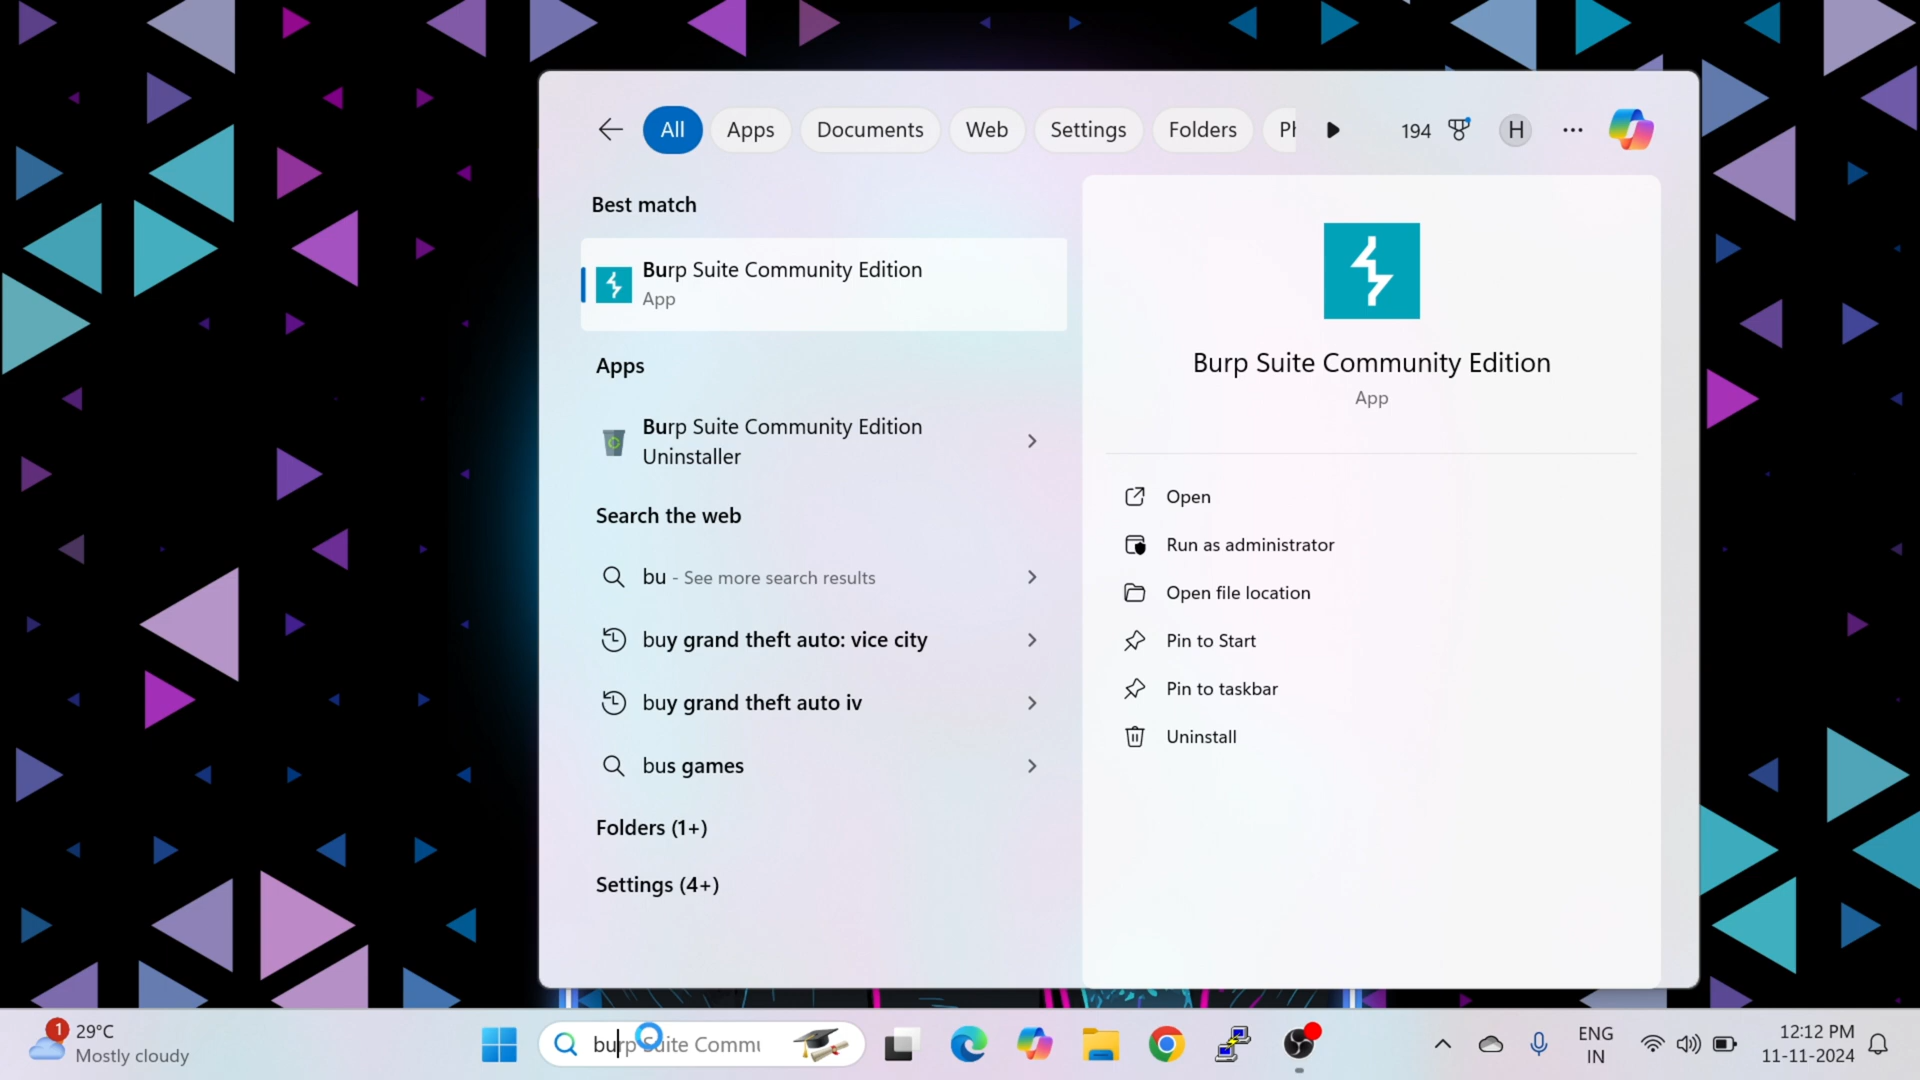 All
Apps
Documents
Web
Settings
Folders
Ph
194
H
Best match
Burp Suite Community Edition
App
Apps
Burp Suite Community Edition
Uninstaller
Search the web
bu - See more search results
buy grand theft auto: vice city
buy grand theft auto iv
bus games
Folders (1+)
Settings (4+)
Burp Suite Community Edition
App
Open
Run as administrator
Open file location
Pin to Start
Pin to taskbar
Uninstall
1
29°C
Mostly cloudy
burp Suite Commu
ENG
IN
12:12 PM
11-11-2024